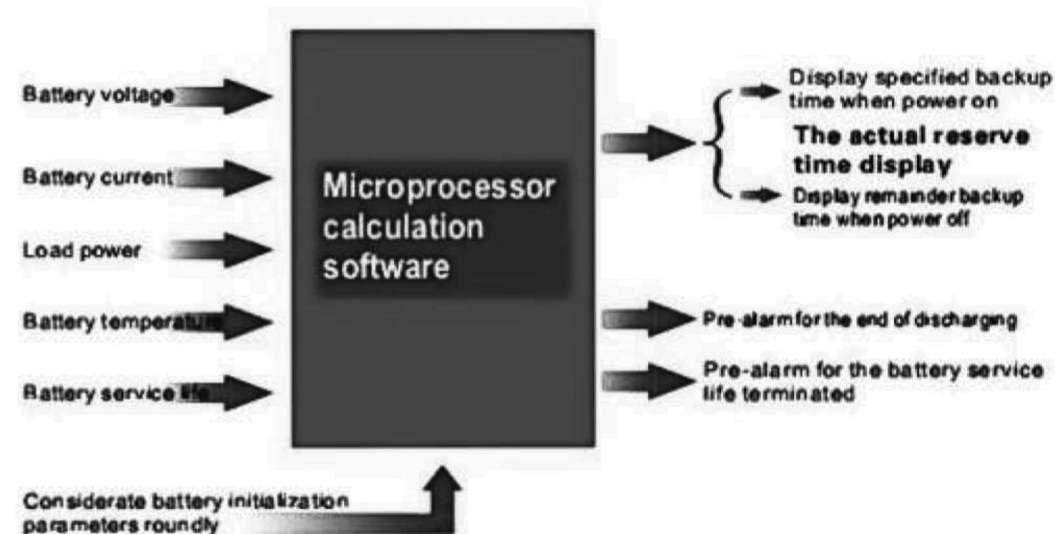 Battery voltage
Battery current
Load power
Battery temperature
Battery service life
Considerate battery initialization
parameters roundly
Microprocessor
calculation
software
Display specified backup
time when power on
The actual reserve
time display
Display remainder backup
time when power off
Pre-alarm for the end of discharging
Pre-alarm for the battery service
life terminated